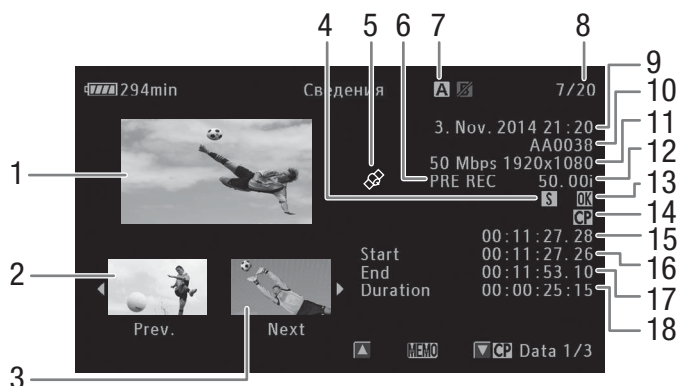 4 5 6 7 8
294min Сведения A 7/20
9
3. Nov. 2014 21:20
10
AA0038
11
50 Mbps 1920x1080
12
PRE REC 50.00i
13
S OK
14
CP
1
00:11:27.28
15
Start 00:11:27.26
16
End 00:11:53.10
17
Duration 00:00:25:15
18
2
Prev. Next
3
MEMO CP Data 1/3